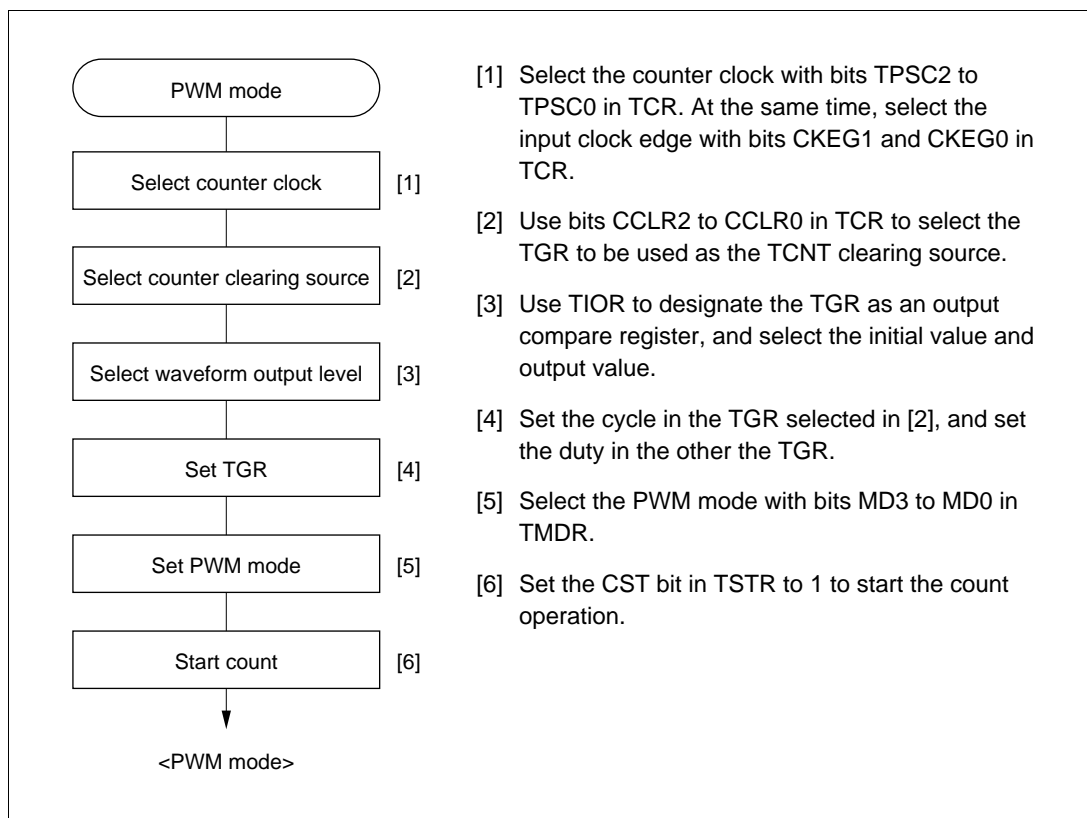 PWM mode
Select counter clock [1]
Select counter clearing source [2]
Select waveform output level [3]
Set TGR [4]
Set PWM mode [5]
Start count [6]
<PWM mode>
[1] Select the counter clock with bits TPSC2 to
TPSC0 in TCR. At the same time, select the
input clock edge with bits CKEG1 and CKEG0 in
TCR.
[2] Use bits CCLR2 to CCLR0 in TCR to select the
TGR to be used as the TCNT clearing source.
[3] Use TIOR to designate the TGR as an output
compare register, and select the initial value and
output value.
[4] Set the cycle in the TGR selected in [2], and set
the duty in the other the TGR.
[5] Select the PWM mode with bits MD3 to MD0 in
TMDR.
[6] Set the CST bit in TSTR to 1 to start the count
operation.